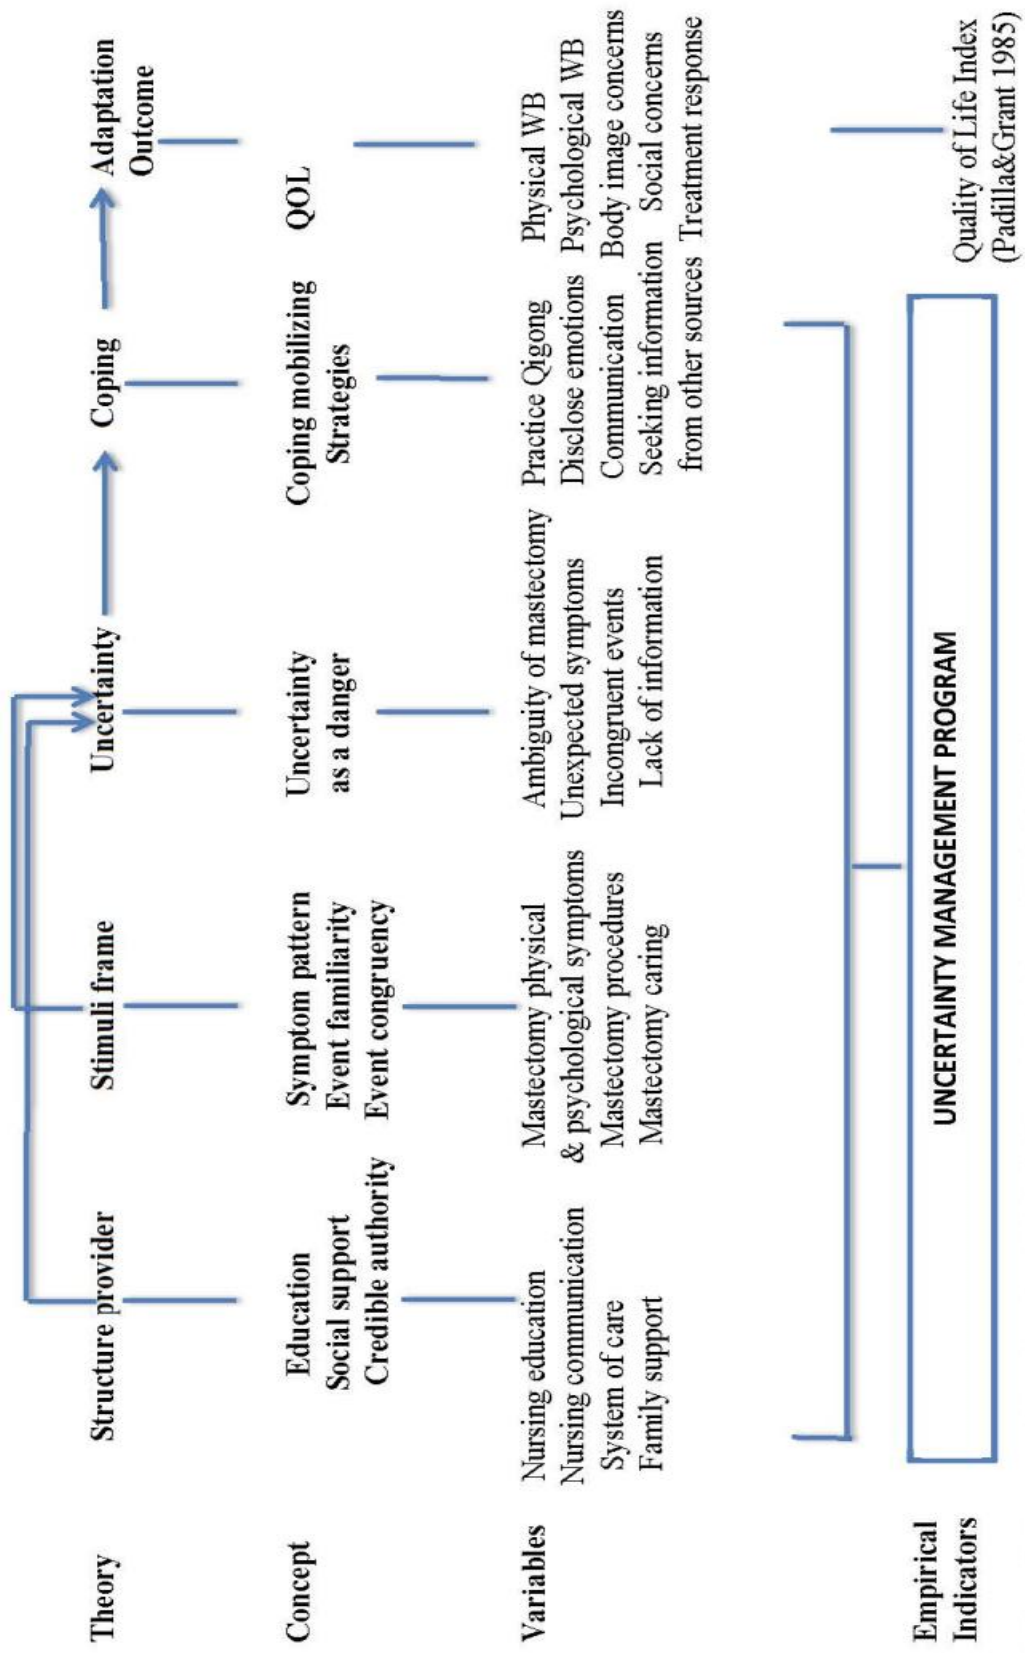 Theory
Structure provider
Stimuli frame
Uncertainty
Coping
Adaptation
Outcome
Concept
Education
Social support
Credible authority
Symptom pattern
Event familiarity
Event congruency
Uncertainty
as a danger
Coping mobilizing
Strategies
QOL
Variables
Nursing education
Nursing communication
System of care
Family support
Mastectomy physical
& psychological symptoms
Mastectomy procedures
Mastectomy caring
Ambiguity of mastectomy
Unexpected symptoms
Incongruent events
Lack of information
Practice Qigong
Disclose emotions
Communication
Seeking information
from other sources
Physical WB
Psychological WB
Body image concerns
Social concerns
Treatment response
Empirical
Indicators
UNCERTAINTY MANAGEMENT PROGRAM
Quality of Life Index
(Padilla&Grant 1985)